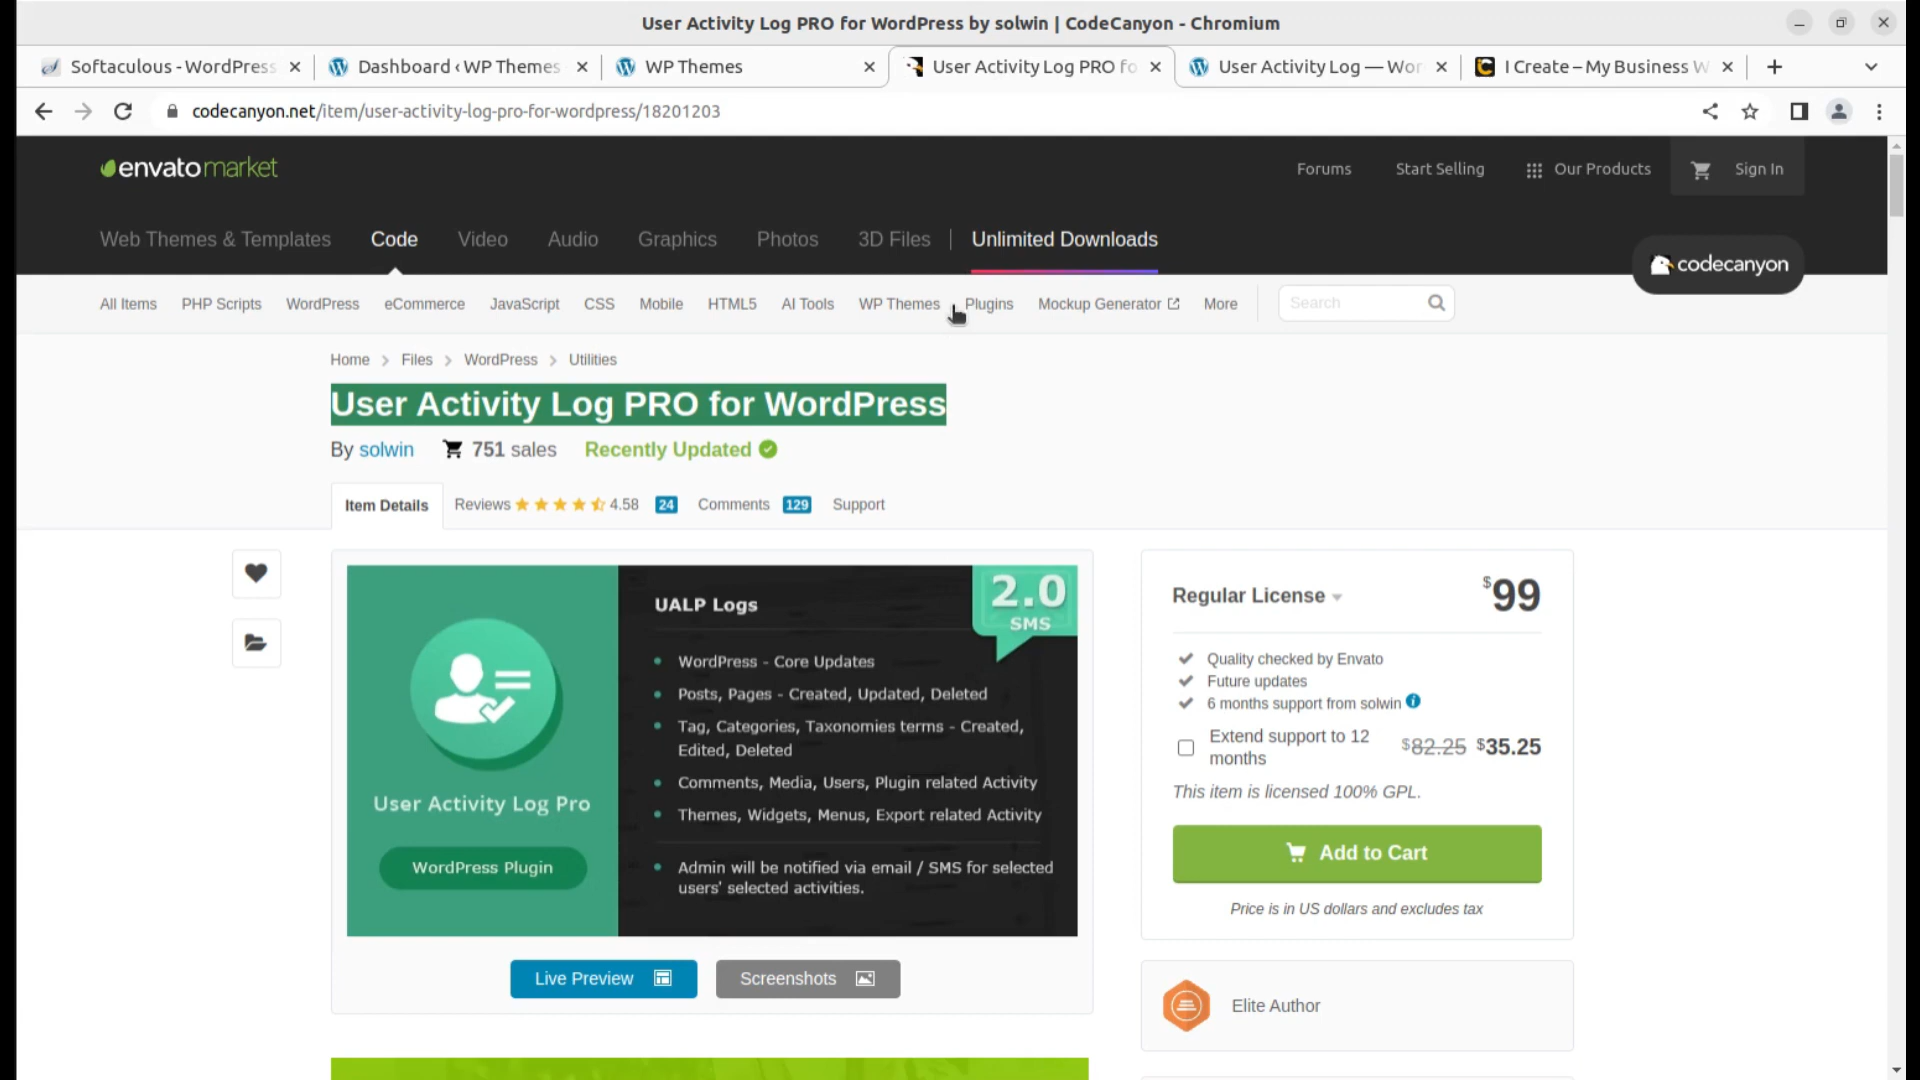 User Activity Log PRO for WordPress by solwin | CodeCanyon - Chromium
Softaculous - WordPress
Dashboard ‹ WP Themes
WP Themes
User Activity Log PRO fo
User Activity Log — Wor
I Create – My Business W
codecanyon.net/item/user-activity-log-pro-for-wordpress/18201203
envato market
Forums
Start Selling
Our Products
Sign In
Web Themes & Templates
Code
Video
Audio
Graphics
Photos
3D Files
Unlimited Downloads
codecanyon
All Items
PHP Scripts
WordPress
eCommerce
JavaScript
CSS
Mobile
HTML5
AI Tools
WP Themes
Plugins
Mockup Generator
More
Search
Home > Files > WordPress > Utilities
User Activity Log PRO for WordPress
By solwin 751 sales Recently Updated
Item Details
Reviews 4.58 24
Comments 129
Support
User Activity Log Pro
WordPress Plugin
UALP Logs
2.0
SMS
• WordPress - Core Updates
• Posts, Pages - Created, Updated, Deleted
• Tag, Categories, Taxonomies terms - Created,
Edited, Deleted
• Comments, Media, Users, Plugin related Activity
• Themes, Widgets, Menus, Export related Activity
• Admin will be notified via email / SMS for selected
users' selected activities.
Live Preview
Screenshots
Regular License
$99
Quality checked by Envato
Future updates
6 months support from solwin
Extend support to 12
months
$82.25 $35.25
This item is licensed 100% GPL.
Add to Cart
Price is in US dollars and excludes tax
Elite Author